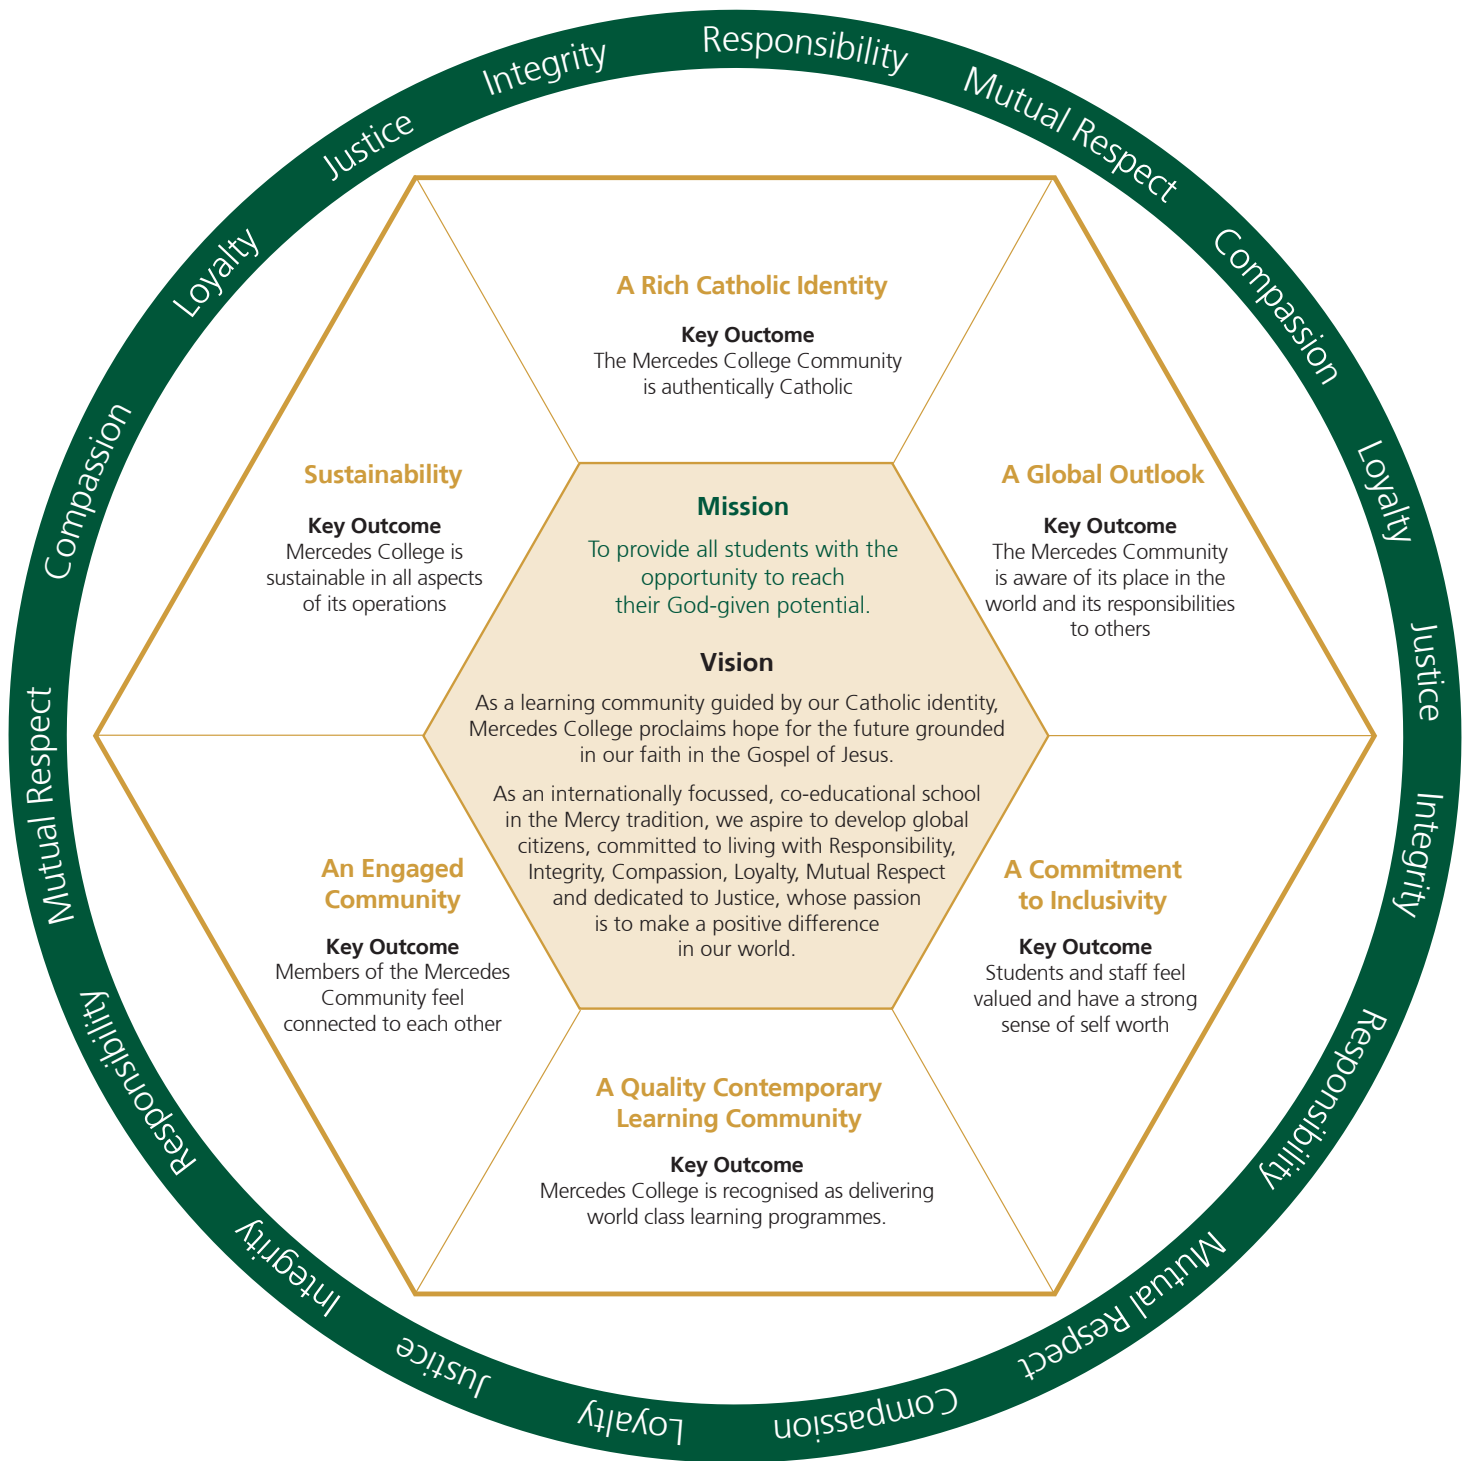 Responsibility
Mutual Respect
Compassion
Loyalty
Justice
Integrity
Responsibility
Mutual Respect
Compassion
Loyalty
Justice
Integrity
Responsibility
Mutual Respect
Compassion
Loyalty
Justice
Integrity
A Rich Catholic Identity
Key Ouctome
The Mercedes College Community
is authentically Catholic
A Global Outlook
Key Outcome
The Mercedes Community
is aware of its place in the
world and its responsibilities
to others
A Commitment
to Inclusivity
Key Outcome
Students and staff feel
valued and have a strong
sense of self worth
A Quality Contemporary
Learning Community
Key Outcome
Mercedes College is recognised as delivering
world class learning programmes.
An Engaged
Community
Key Outcome
Members of the Mercedes
Community feel
connected to each other
Sustainability
Key Outcome
Mercedes College is
sustainable in all aspects
of its operations
Mission
To provide all students with the
opportunity to reach
their God-given potential.
Vision
As a learning community guided by our Catholic identity,
Mercedes College proclaims hope for the future grounded
in our faith in the Gospel of Jesus.
As an internationally focussed, co-educational school
in the Mercy tradition, we aspire to develop global
citizens, committed to living with Responsibility,
Integrity, Compassion, Loyalty, Mutual Respect
and dedicated to Justice, whose passion
is to make a positive difference
in our world.